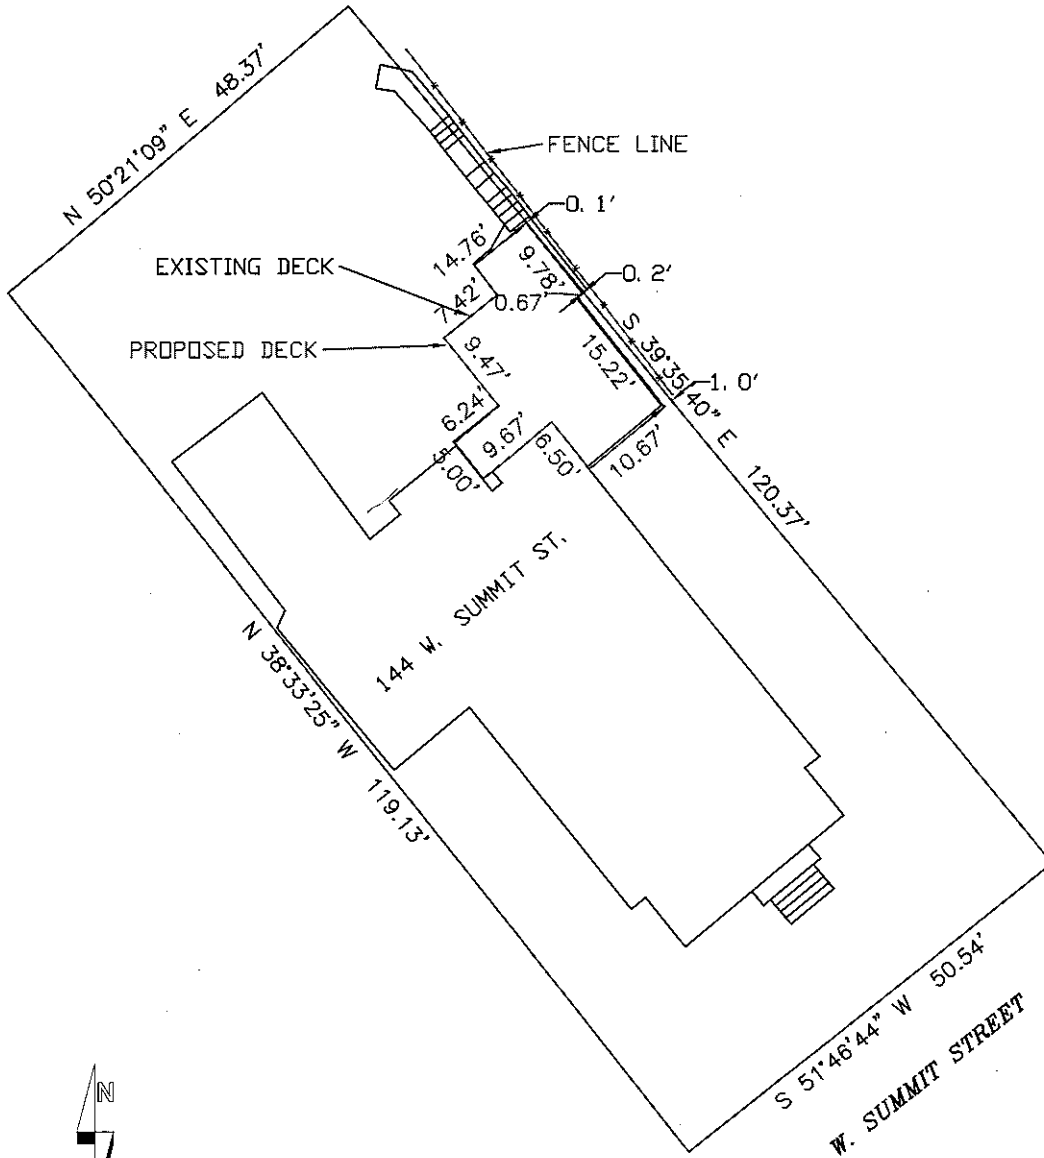 N 50°21'09" E 48.37'
FENCE LINE
0.1'
14.76'
EXISTING DECK
9.78'
0.2'
7.42'
0.67'
PROPOSED DECK
9.47'
15.22'
S 39°35'40" E 120.37'
1.0'
6.24'
9.67'
6.50'
10.67'
5.00'
144 W. SUMMIT ST.
N 38°33'25" W 119.13'
S 51°46'44" W 50.54'
W. SUMMIT STREET
N